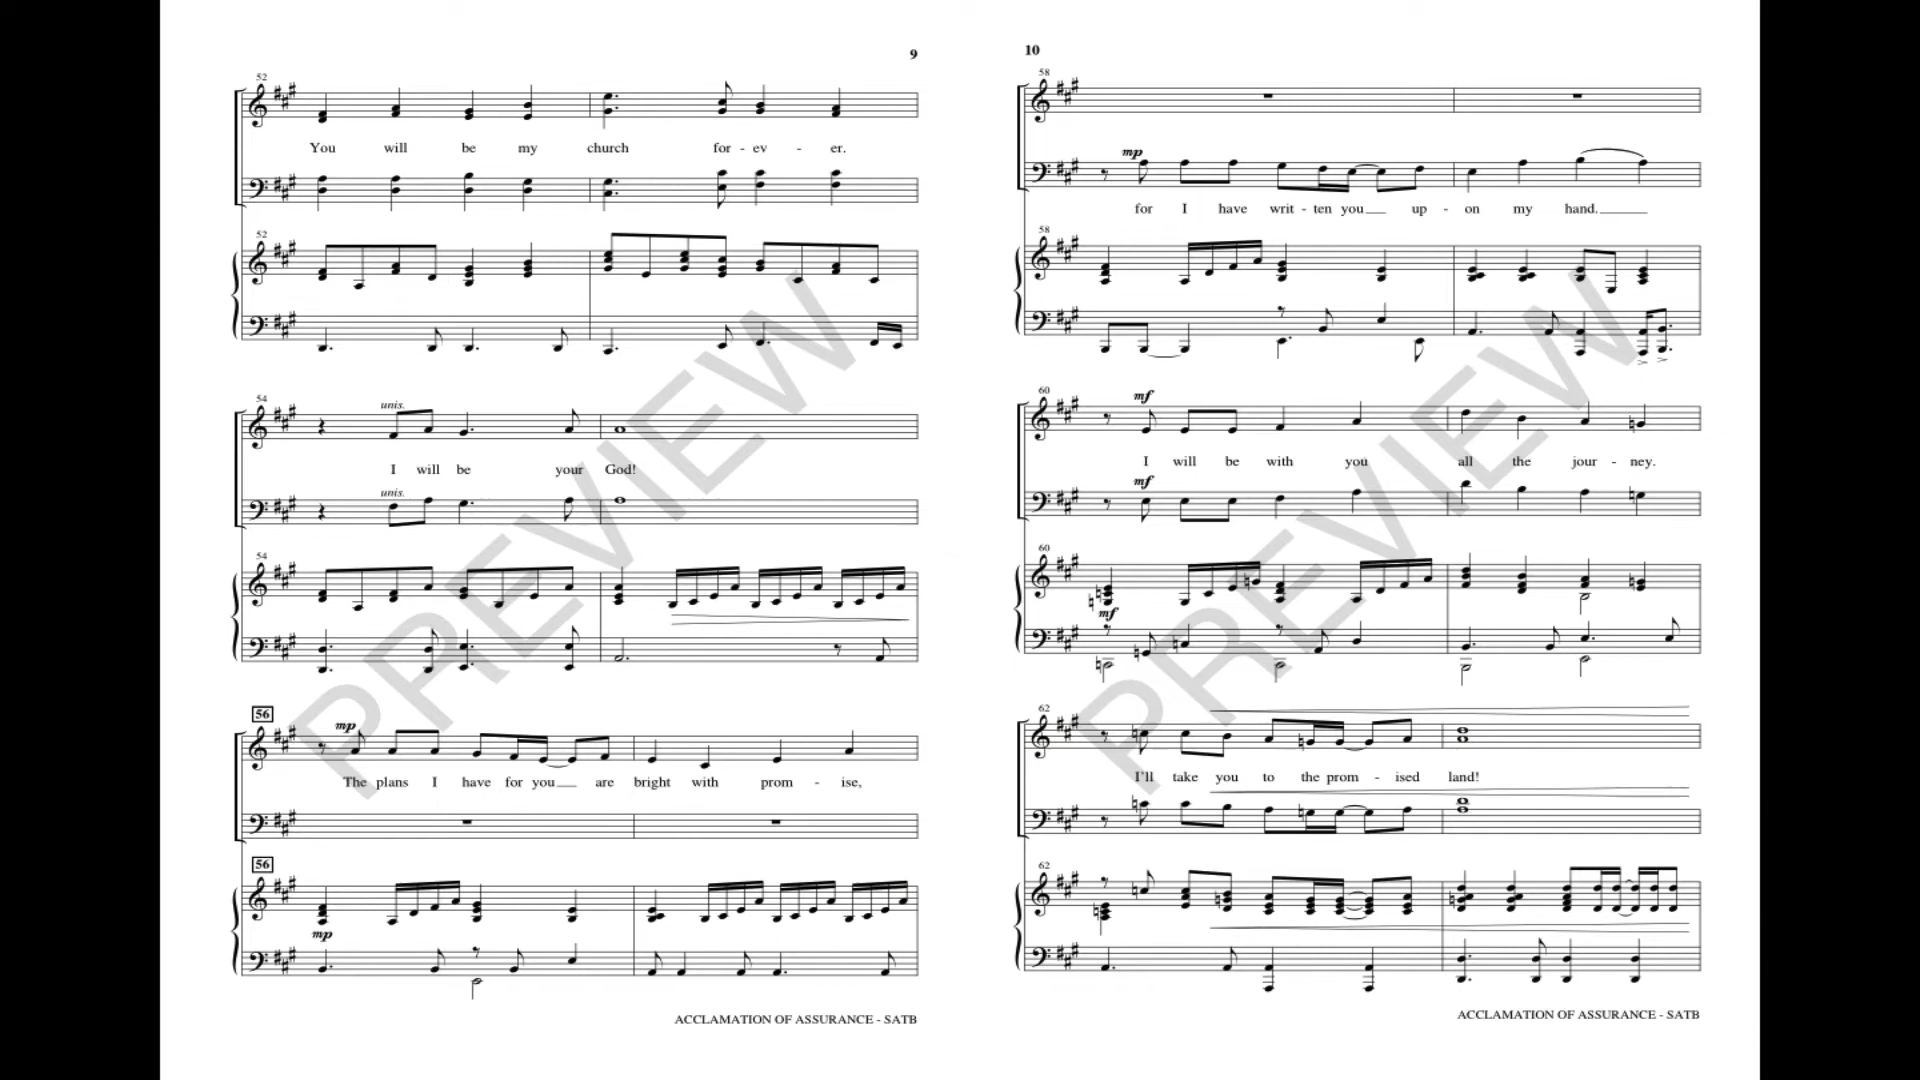 9
52
You will be my church for - ev - er.
52
54
unis.
I will be your God!
unis.
54
56
mp
The plans I have for you__ are bright with prom - ise,
56
mp
ACCLAMATION OF ASSURANCE - SATB
PREVIEW
10
58
mp
for I have writ - ten you__ up - on my hand.__
58
60
mf
I will be with you all the jour - ney.
mf
60
mf
62
I'll take you to the prom - ised land!
62
ACCLAMATION OF ASSURANCE - SATB
PREVIEW